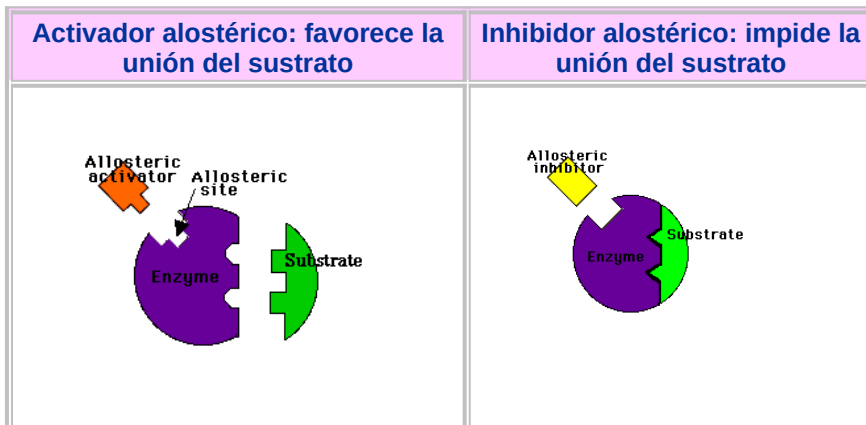 Activador alostérico: favorece la
unión del sustrato
Inhibidor alostérico: impide la
unión del sustrato
Allosteric
activator
Allosteric
site
Enzyme
Substrate
Allosteric
inhibitor
Enzyme
Substrate